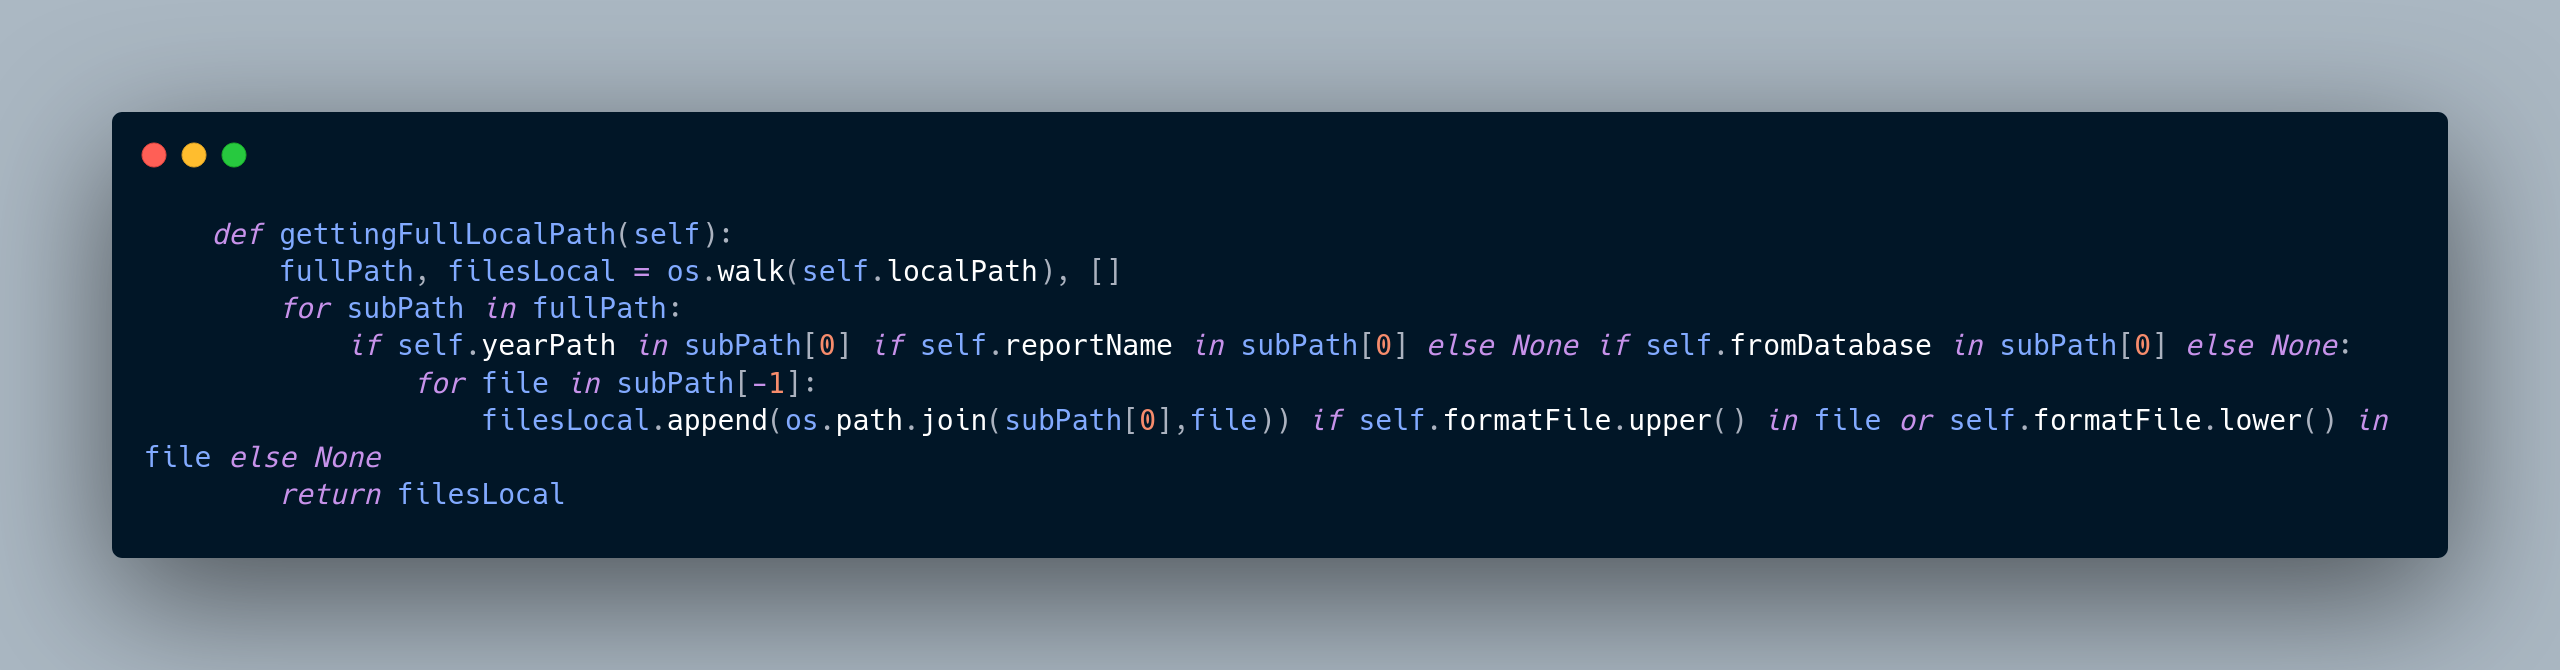 def gettingFullLocalPath(self):
        fullPath, filesLocal = os.walk(self.localPath), []
        for subPath in fullPath:
            if self.yearPath in subPath[0] if self.reportName in subPath[0] else None if self.fromDatabase in subPath[0] else None:
                for file in subPath[-1]:
                    filesLocal.append(os.path.join(subPath[0],file)) if self.formatFile.upper() in file or self.formatFile.lower() in
file else None
        return filesLocal